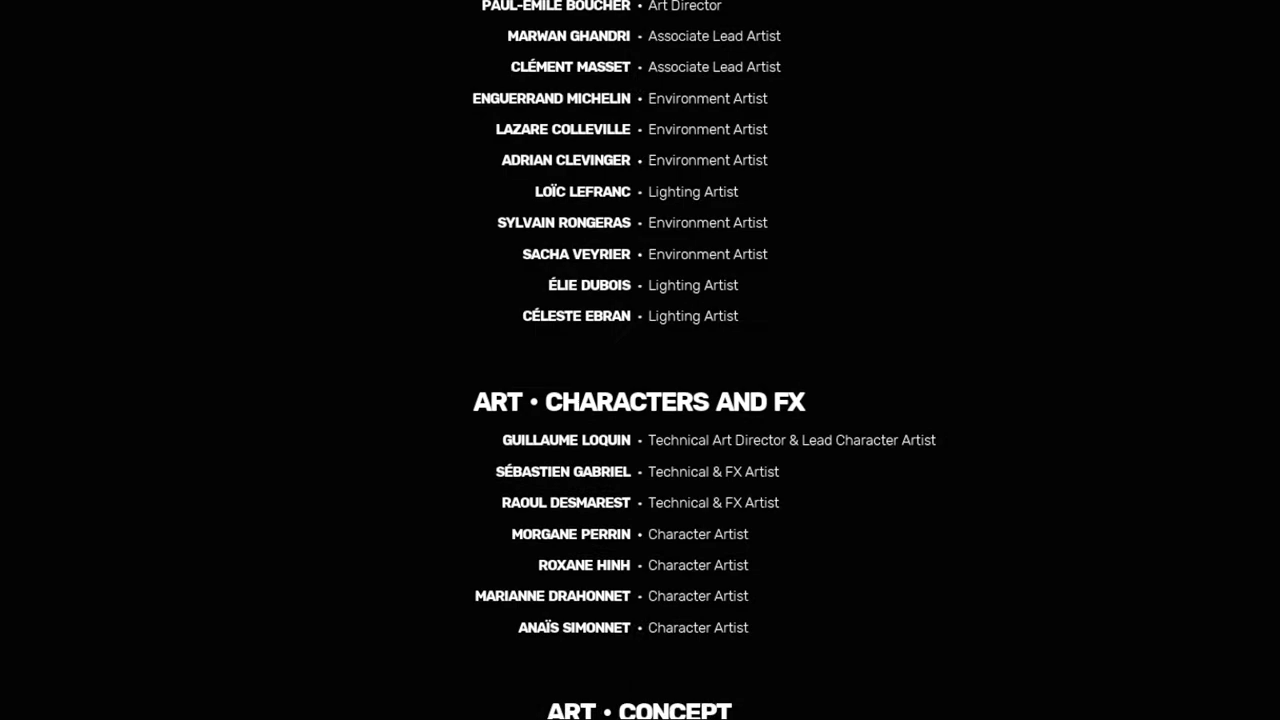 PAUL-EMILE BOUCHER • Art Director
MARWAN GHANDRI • Associate Lead Artist
CLÉMENT MASSET • Associate Lead Artist
ENGUERRAND MICHELIN • Environment Artist
LAZARE COLLEVILLE • Environment Artist
ADRIAN CLEVINGER • Environment Artist
LOÏC LEFRANC • Lighting Artist
SYLVAIN RONGERAS • Environment Artist
SACHA VEYRIER • Environment Artist
ÉLIE DUBOIS • Lighting Artist
CÉLESTE EBRAN • Lighting Artist
ART • CHARACTERS AND FX
GUILLAUME LOQUIN • Technical Art Director & Lead Character Artist
SÉBASTIEN GABRIEL • Technical & FX Artist
RAOUL DESMAREST • Technical & FX Artist
MORGANE PERRIN • Character Artist
ROXANE HINH • Character Artist
MARIANNE DRAHONNET • Character Artist
ANAÏS SIMONNET • Character Artist
ART • CONCEPT